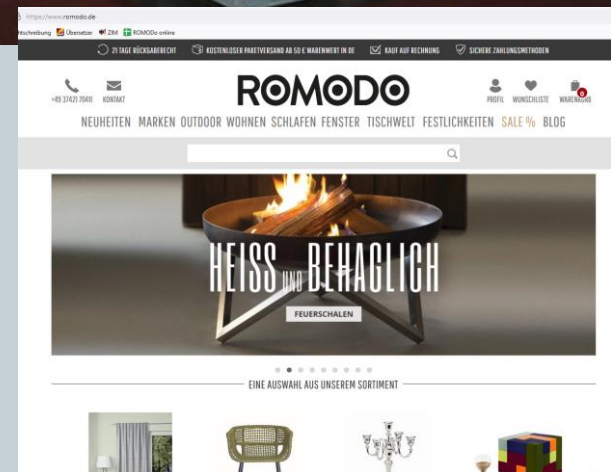 https://www.romodo.de
htschreibung Übersetzer ZIM ROMODo online
21 TAGE RÜCKGABERECHT KOSTENLOSER PAKETVERSAND AB 50 € WARENWERT IN DE KAUF AUF RECHNUNG SICHERE ZAHLUNGSMETHODEN
+49 37421 70411 KONTAKT ROMODO PROFIL WUNSCHLISTE WARENKORB
0
NEUHEITEN MARKEN OUTDOOR WOHNEN SCHLAFEN FENSTER TISCHWELT FESTLICHKEITEN SALE % BLOG
HEISS UND BEHAGLICH
FEUERSCHALEN
EINE AUSWAHL AUS UNSEREM SORTIMENT